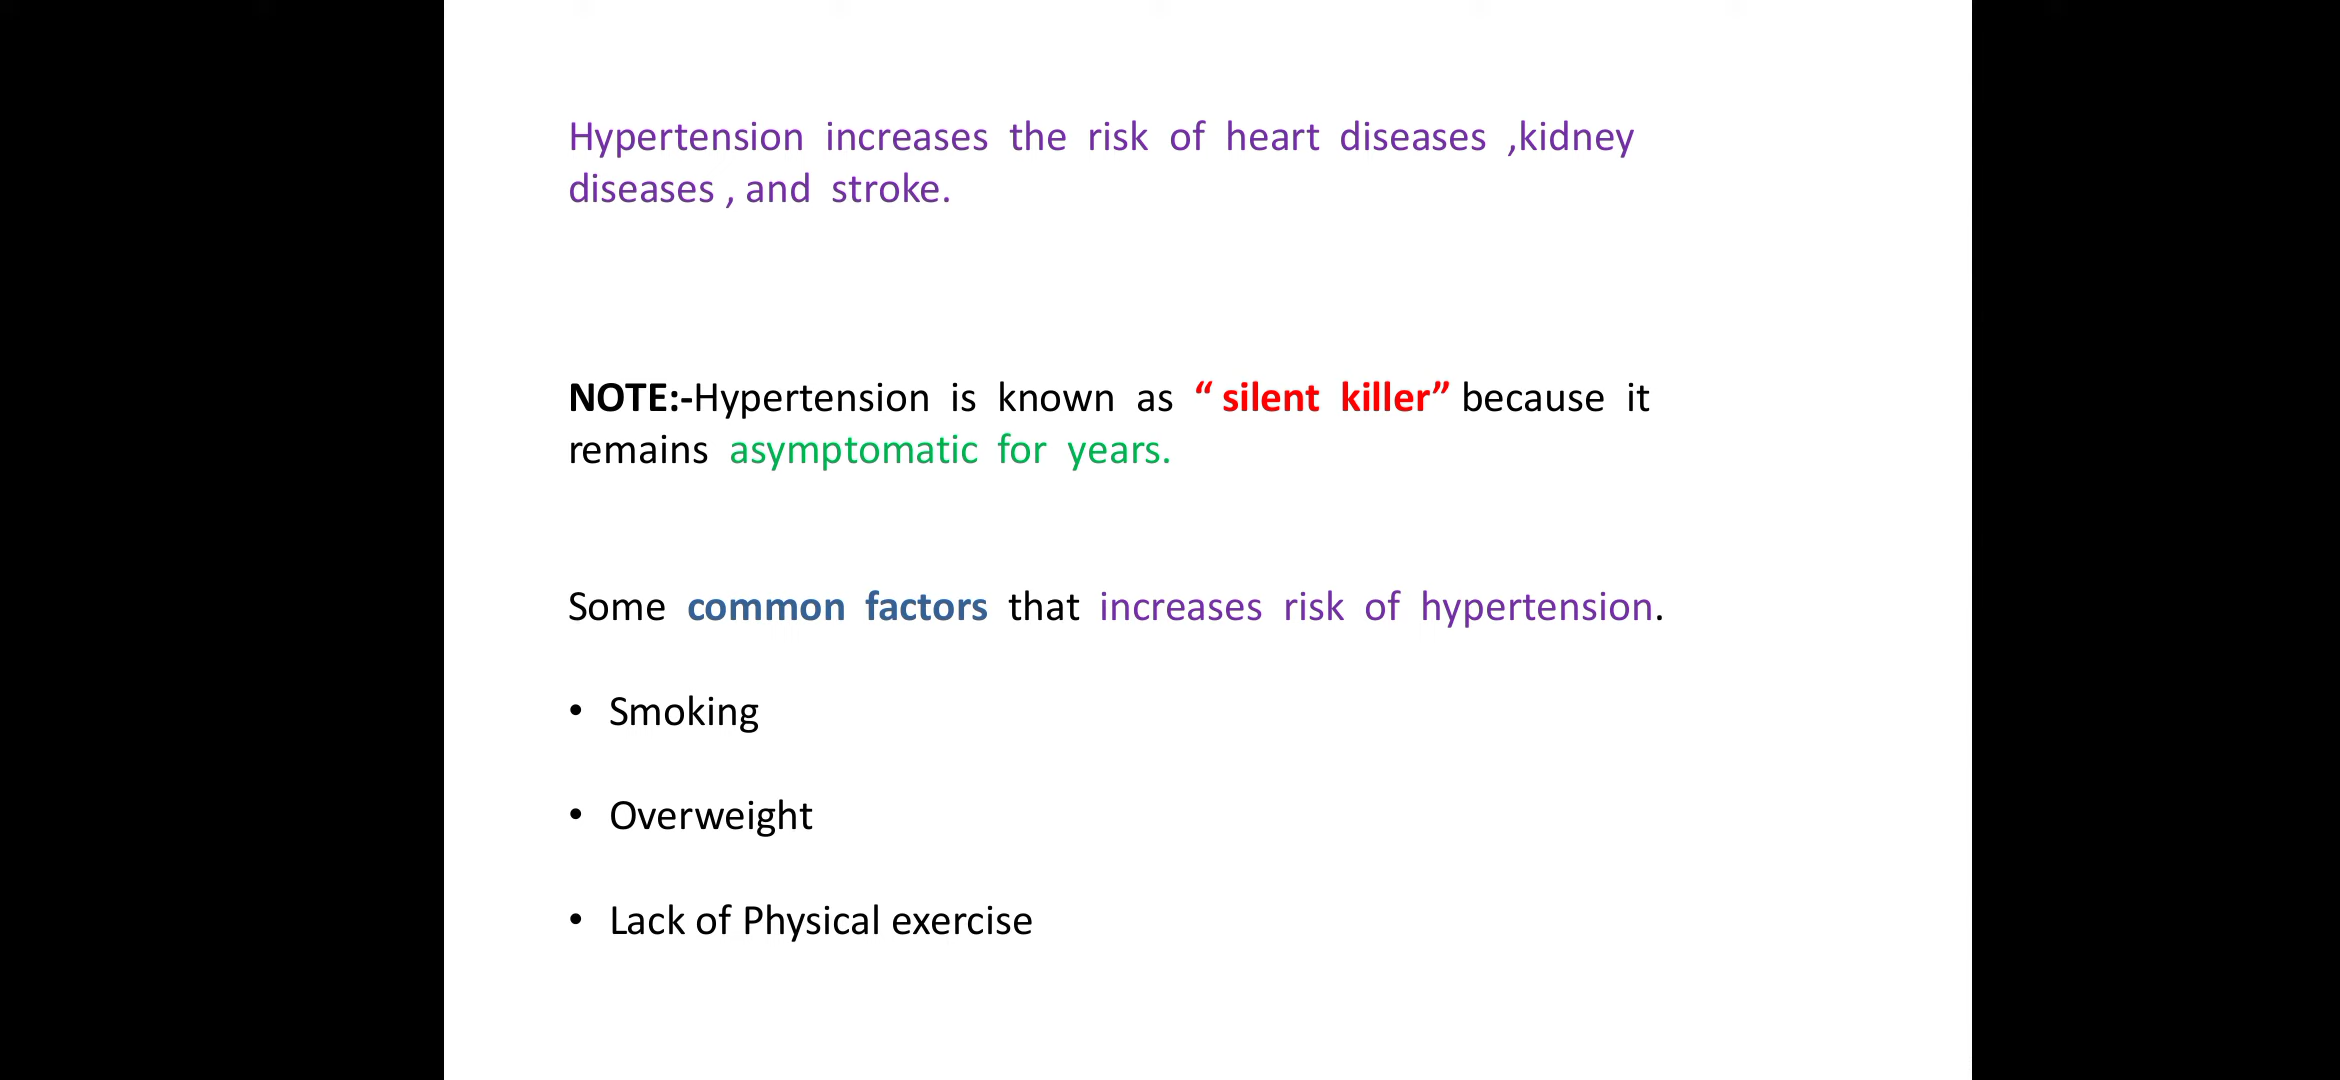 Hypertension increases the risk of heart diseases ,kidney
diseases , and stroke.
NOTE:-Hypertension is known as “ silent killer” because it
remains asymptomatic for years.
Some common factors that increases risk of hypertension.
• Smoking
• Overweight
• Lack of Physical exercise